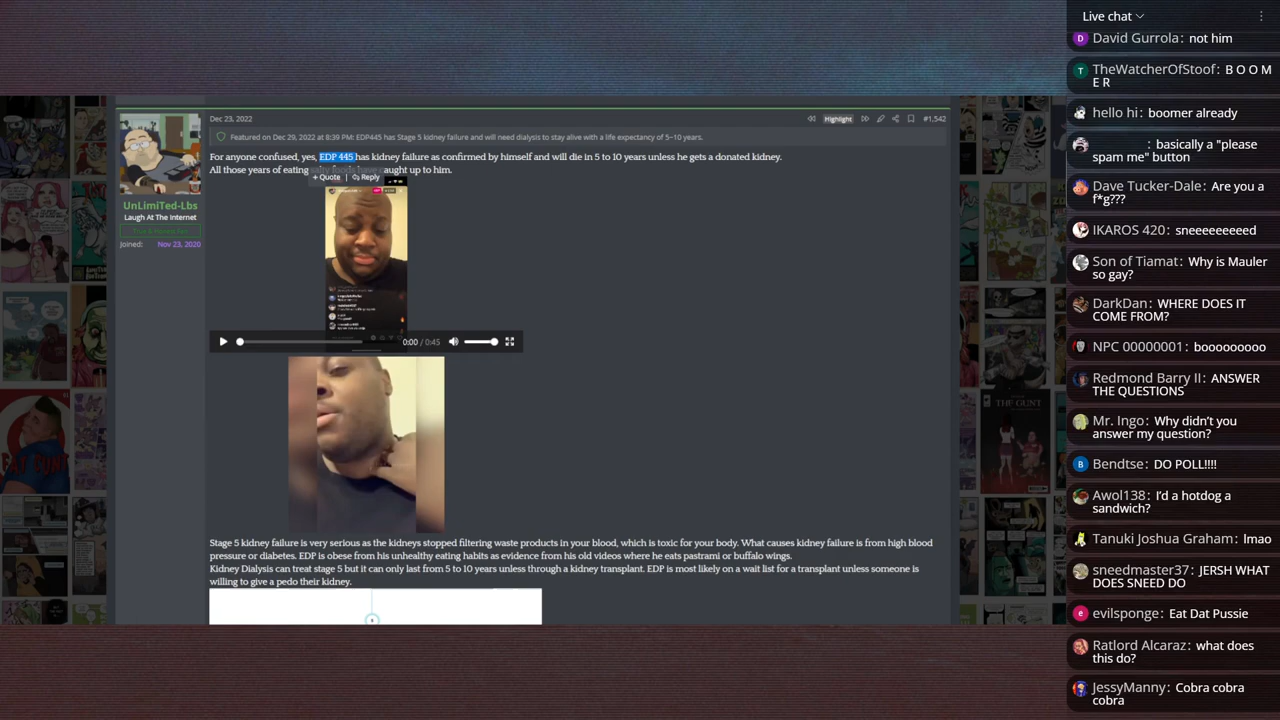 Dec 23, 2022
Highlight
#1,542
Featured on Dec 29, 2022 at 8:39 PM: EDP445 has Stage 5 kidney failure and will need dialysis to stay alive with a life expectancy of 5-10 years.
For anyone confused, yes, EDP 445 has kidney failure as confirmed by himself and will die in 5 to 10 years unless he gets a donated kidney.
All those years of eating salty foods have caught up to him.
+ Quote | Reply
UnLimiTed-Lbs
Laugh At The Internet
True & Honest Fan
Joined: Nov 23, 2020
0:00 / 0:45
Stage 5 kidney failure is very serious as the kidneys stopped filtering waste products in your blood, which is toxic for your body. What causes kidney failure is from high blood
pressure or diabetes. EDP is obese from his unhealthy eating habits as evidence from his old videos where he eats pastrami or buffalo wings.
Kidney Dialysis can treat stage 5 but it can only last from 5 to 10 years unless through a kidney transplant. EDP is most likely on a wait list for a transplant unless someone is
willing to give a pedo their kidney.
THE GUNT
Live chat
David Gurrola: not him
TheWatcherOfStoof: B O O M
E R
hello hi: boomer already
_ _: basically a "please
spam me" button
Dave Tinsdale: Are you a
f*g???
IKAROS 420: sneeeeeeeed
Son of Tiamat: Why is Mauler
so gay?
DarkDan: WHERE DOES IT
COME FROM?
NPC 00000001: booooooooo
Redmond Barry II: ANSWER
THE QUESTIONS
Mr. Ingo: Why didn't you
answer my question?
Bendtse: DO POLL!!!!
Awol138: I'd a hotdog a
sandwich?
Tanuki Joshua Graham: lmao
sneedmaster37: JERSH WHAT
DOES SNEED DO
evilsponge: Eat Dat Pussie
Ratlord Alcaraz: what does
this do?
JessyManny: Cobra cobra
cobra